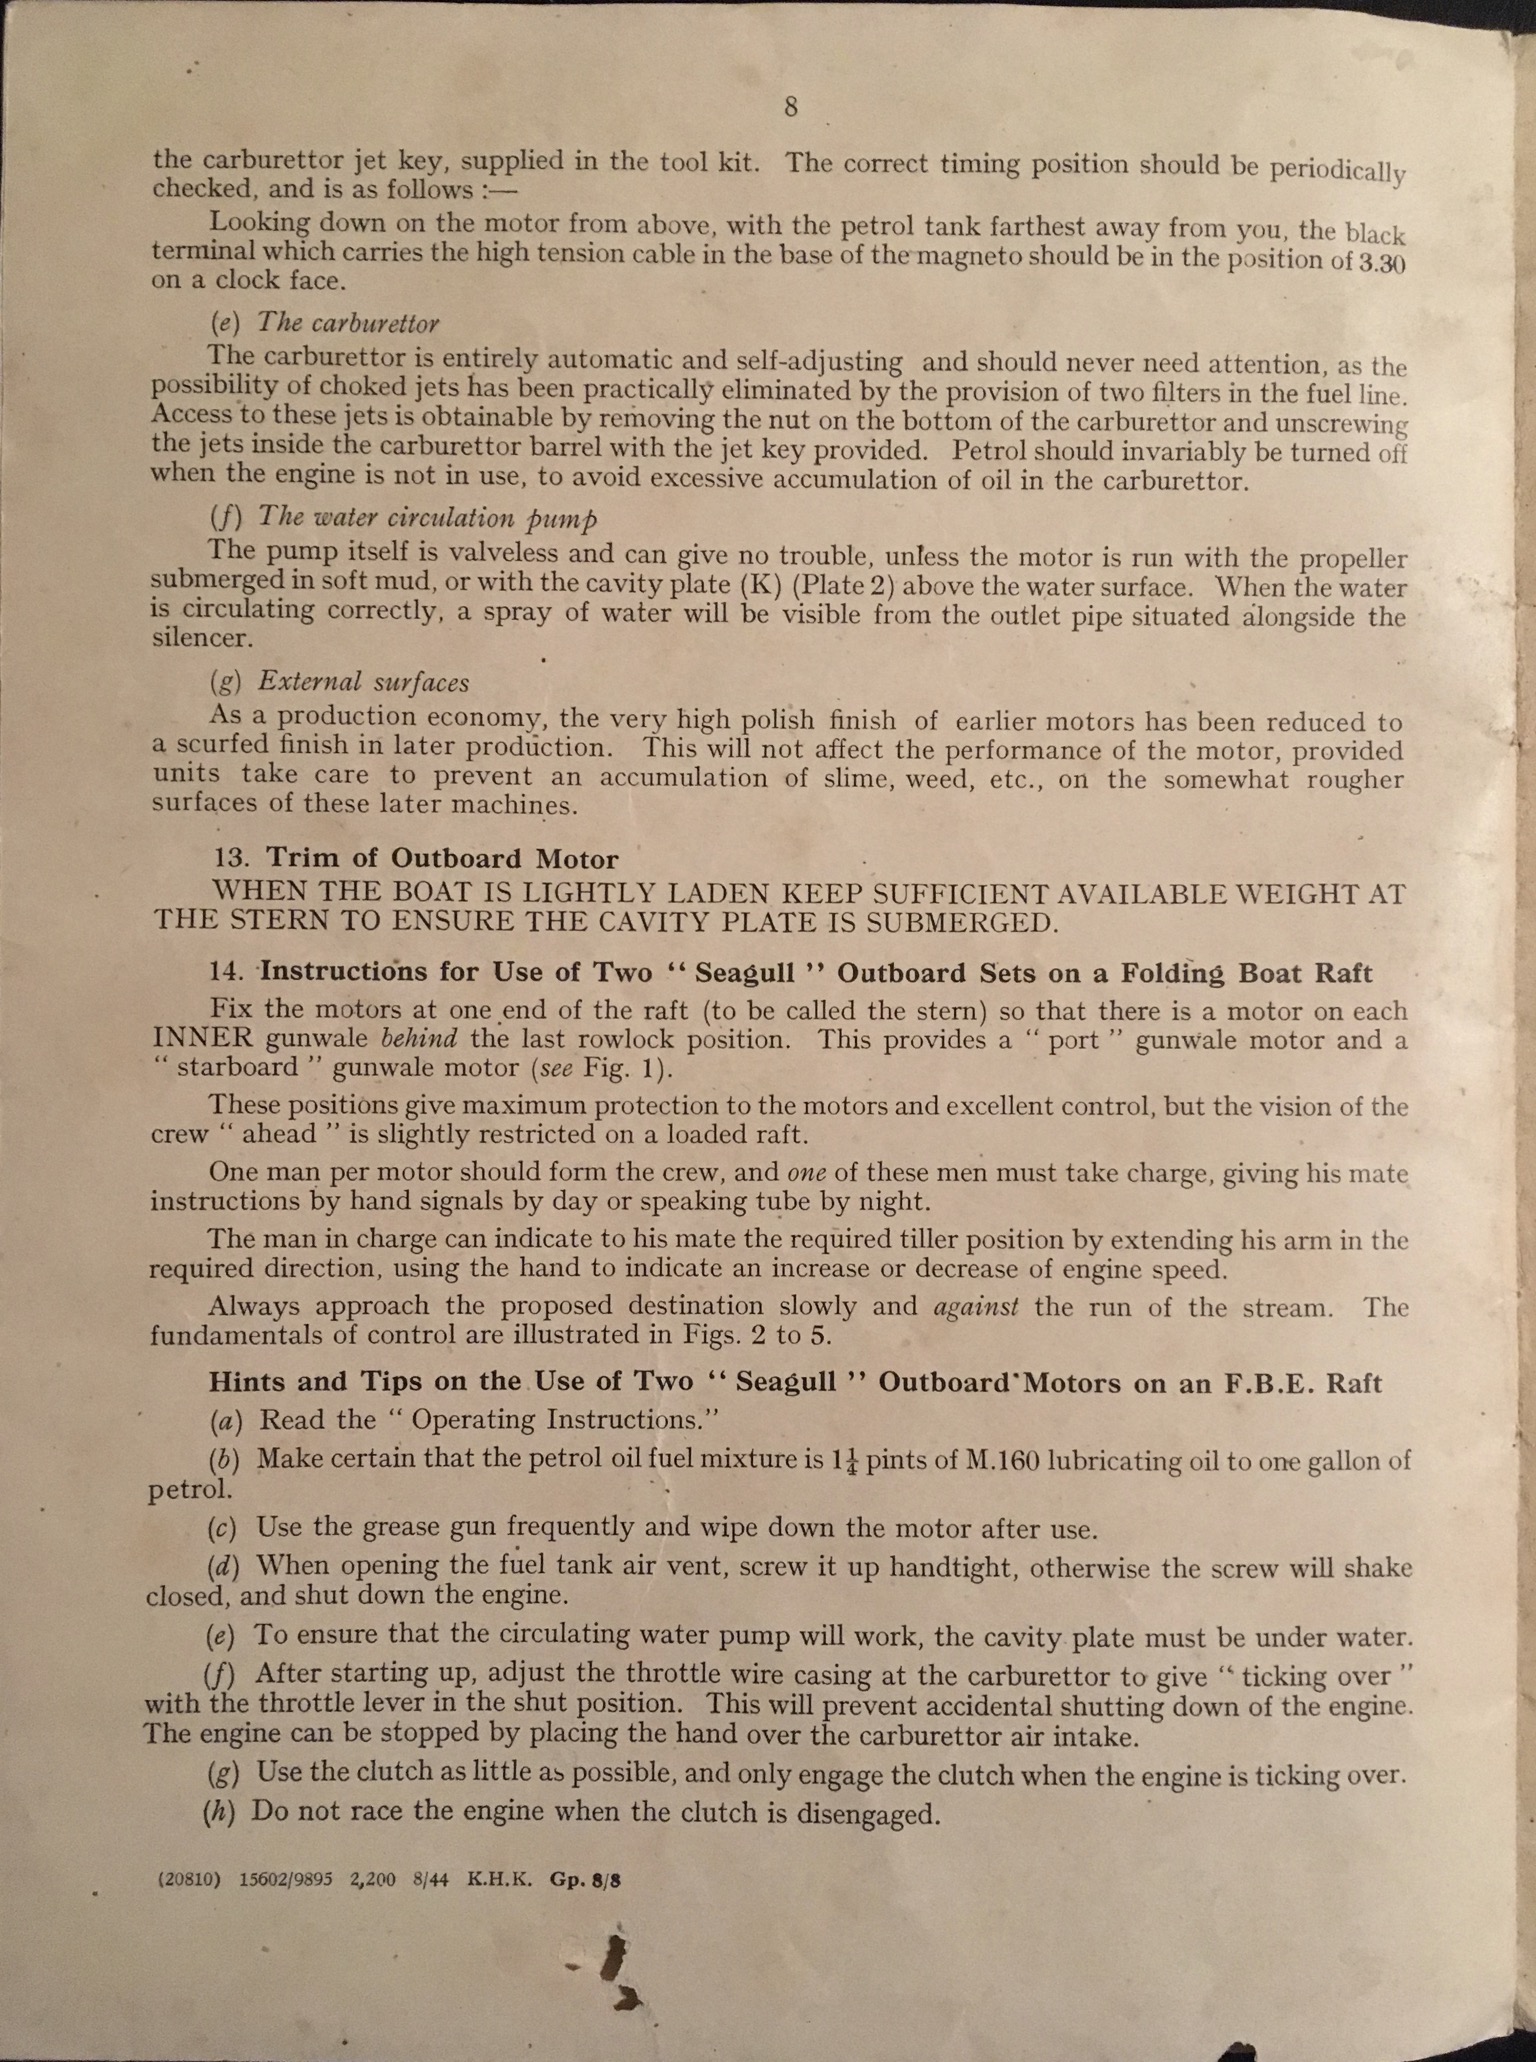 8
the carburettor jet key, supplied in the tool kit. The correct timing position should be periodically
checked, and is as follows :—
Looking down on the motor from above, with the petrol tank farthest away from you, the black
terminal which carries the high tension cable in the base of the magneto should be in the position of 3.30
on a clock face.
(e) The carburettor
The carburettor is entirely automatic and self-adjusting and should never need attention, as the
possibility of choked jets has been practically eliminated by the provision of two filters in the fuel line.
Access to these jets is obtainable by removing the nut on the bottom of the carburettor and unscrewing
the jets inside the carburettor barrel with the jet key provided. Petrol should invariably be turned off
when the engine is not in use, to avoid excessive accumulation of oil in the carburettor.
(f) The water circulation pump
The pump itself is valveless and can give no trouble, unless the motor is run with the propeller
submerged in soft mud, or with the cavity plate (K) (Plate 2) above the water surface. When the water
is circulating correctly, a spray of water will be visible from the outlet pipe situated alongside the
silencer.
(g) External surfaces
As a production economy, the very high polish finish of earlier motors has been reduced to
a scurfed finish in later production. This will not affect the performance of the motor, provided
units take care to prevent an accumulation of slime, weed, etc., on the somewhat rougher
surfaces of these later machines.
13. Trim of Outboard Motor
WHEN THE BOAT IS LIGHTLY LADEN KEEP SUFFICIENT AVAILABLE WEIGHT AT
THE STERN TO ENSURE THE CAVITY PLATE IS SUBMERGED.
14. Instructions for Use of Two “ Seagull ” Outboard Sets on a Folding Boat Raft
Fix the motors at one end of the raft (to be called the stern) so that there is a motor on each
INNER gunwale behind the last rowlock position. This provides a “ port ” gunwale motor and a
“ starboard ” gunwale motor (see Fig. 1).
These positions give maximum protection to the motors and excellent control, but the vision of the
crew “ ahead ” is slightly restricted on a loaded raft.
One man per motor should form the crew, and one of these men must take charge, giving his mate
instructions by hand signals by day or speaking tube by night.
The man in charge can indicate to his mate the required tiller position by extending his arm in the
required direction, using the hand to indicate an increase or decrease of engine speed.
Always approach the proposed destination slowly and against the run of the stream. The
fundamentals of control are illustrated in Figs. 2 to 5.
Hints and Tips on the Use of Two “ Seagull ” Outboard Motors on an F.B.E. Raft
(a) Read the “ Operating Instructions.”
(b) Make certain that the petrol oil fuel mixture is 1¼ pints of M.160 lubricating oil to one gallon of
petrol.
(c) Use the grease gun frequently and wipe down the motor after use.
(d) When opening the fuel tank air vent, screw it up handtight, otherwise the screw will shake
closed, and shut down the engine.
(e) To ensure that the circulating water pump will work, the cavity plate must be under water.
(f) After starting up, adjust the throttle wire casing at the carburettor to give “ ticking over ”
with the throttle lever in the shut position. This will prevent accidental shutting down of the engine.
The engine can be stopped by placing the hand over the carburettor air intake.
(g) Use the clutch as little as possible, and only engage the clutch when the engine is ticking over.
(h) Do not race the engine when the clutch is disengaged.
(20810) 15602/9895 2,200 8/44 K.H.K. Gp. 8/8